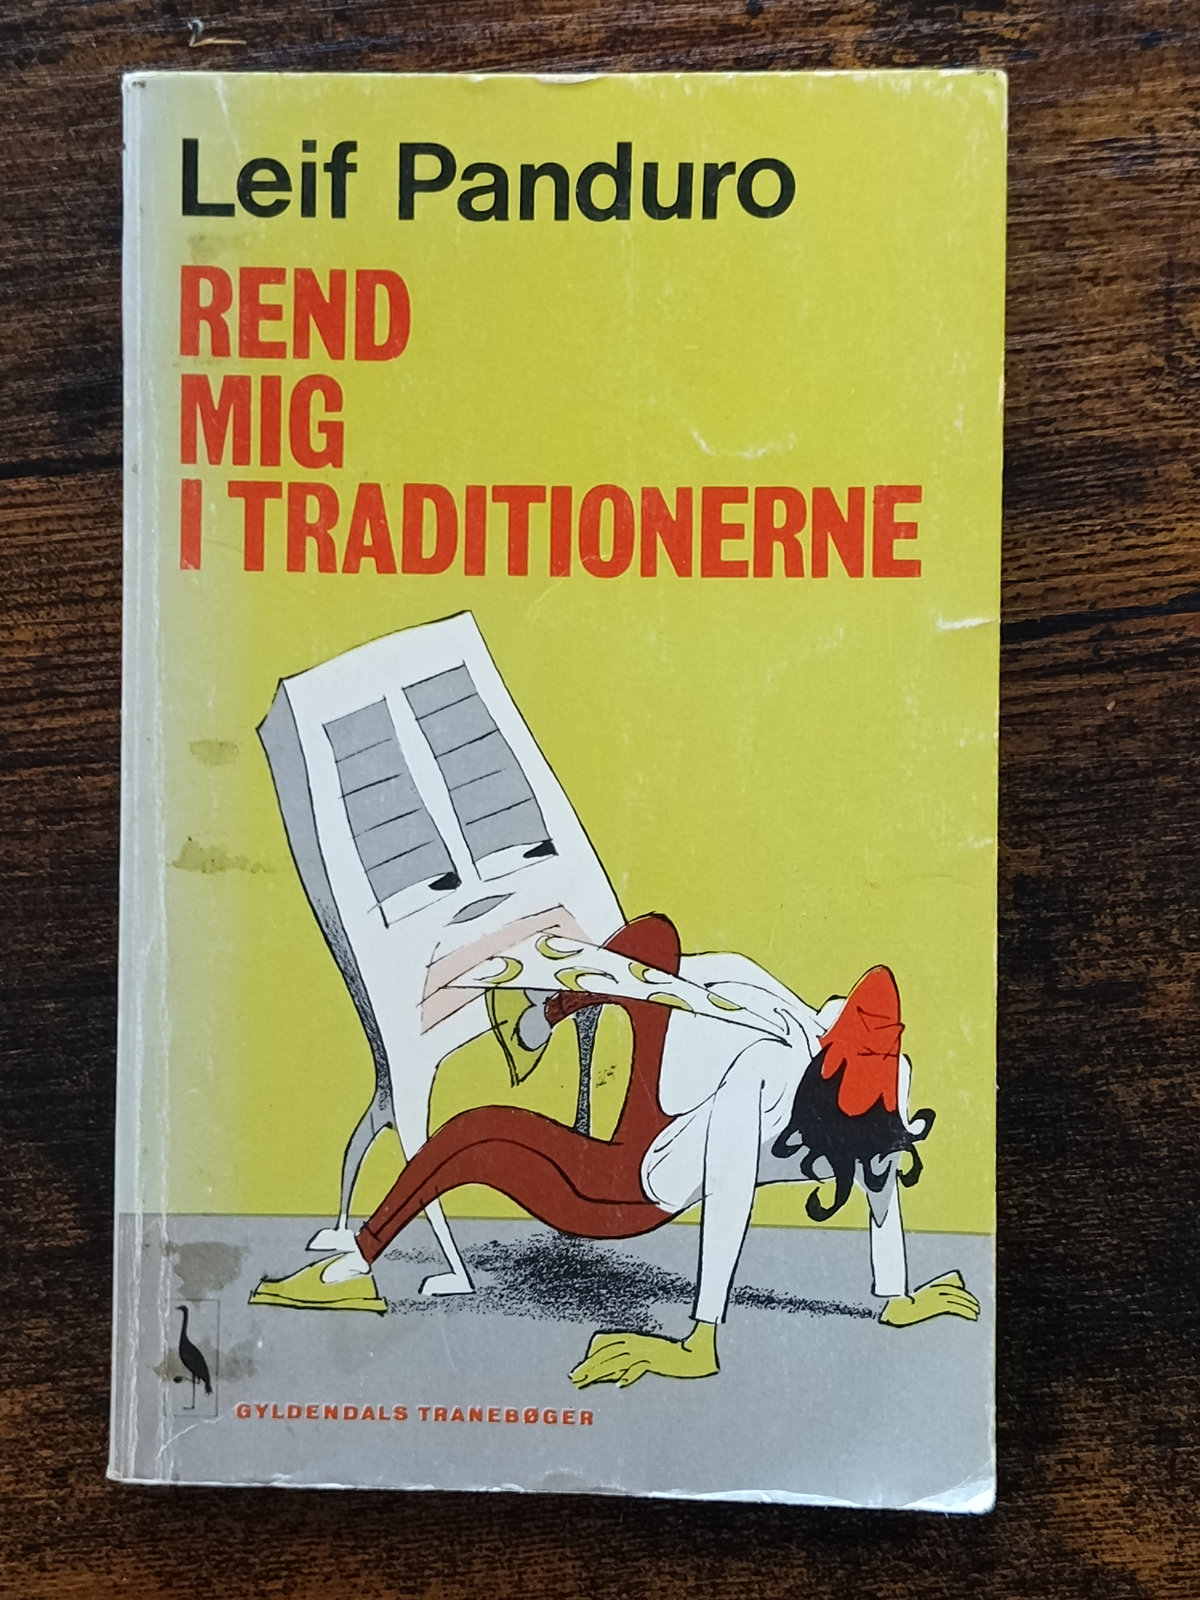 Leif Panduro
REND
MIG
I TRADITIONERNE
GYLDENDALS TRANEBØGER